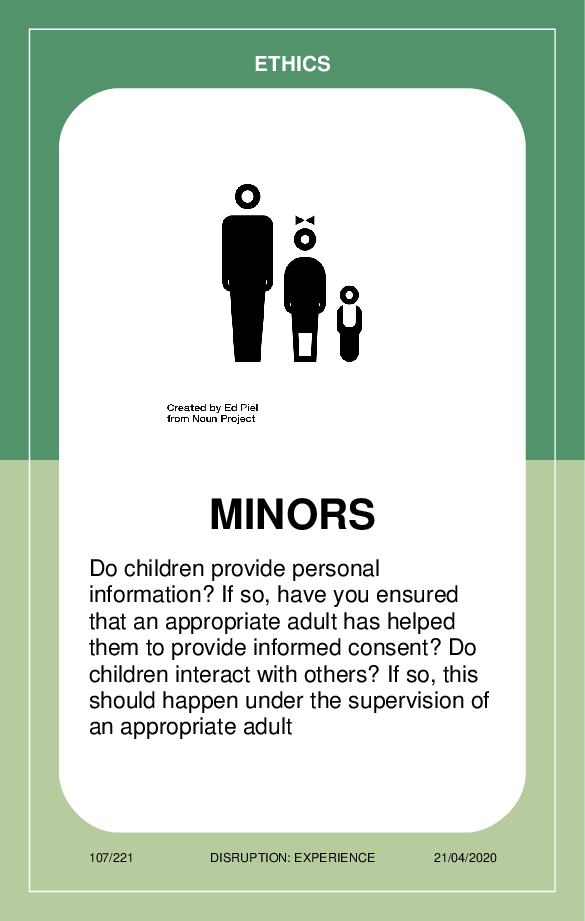 ETHICS
Created by Ed Piel
from Noun Project
MINORS
Do children provide personal
information? If so, have you ensured
that an appropriate adult has helped
them to provide informed consent? Do
children interact with others? If so, this
should happen under the supervision of
an appropriate adult
107/221 DISRUPTION: EXPERIENCE 21/04/2020